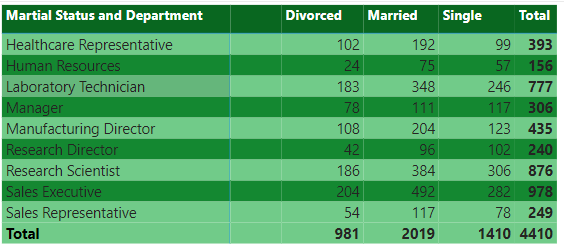 Martial Status and Department Divorced Married Single Total
Healthcare Representative 102 192 99 393
Human Resources 24 75 57 156
Laboratory Technician 183 348 246 777
Manager 78 111 117 306
Manufacturing Director 108 204 123 435
Research Director 42 96 102 240
Research Scientist 186 384 306 876
Sales Executive 204 492 282 978
Sales Representative 54 117 78 249
Total 981 2019 1410 4410